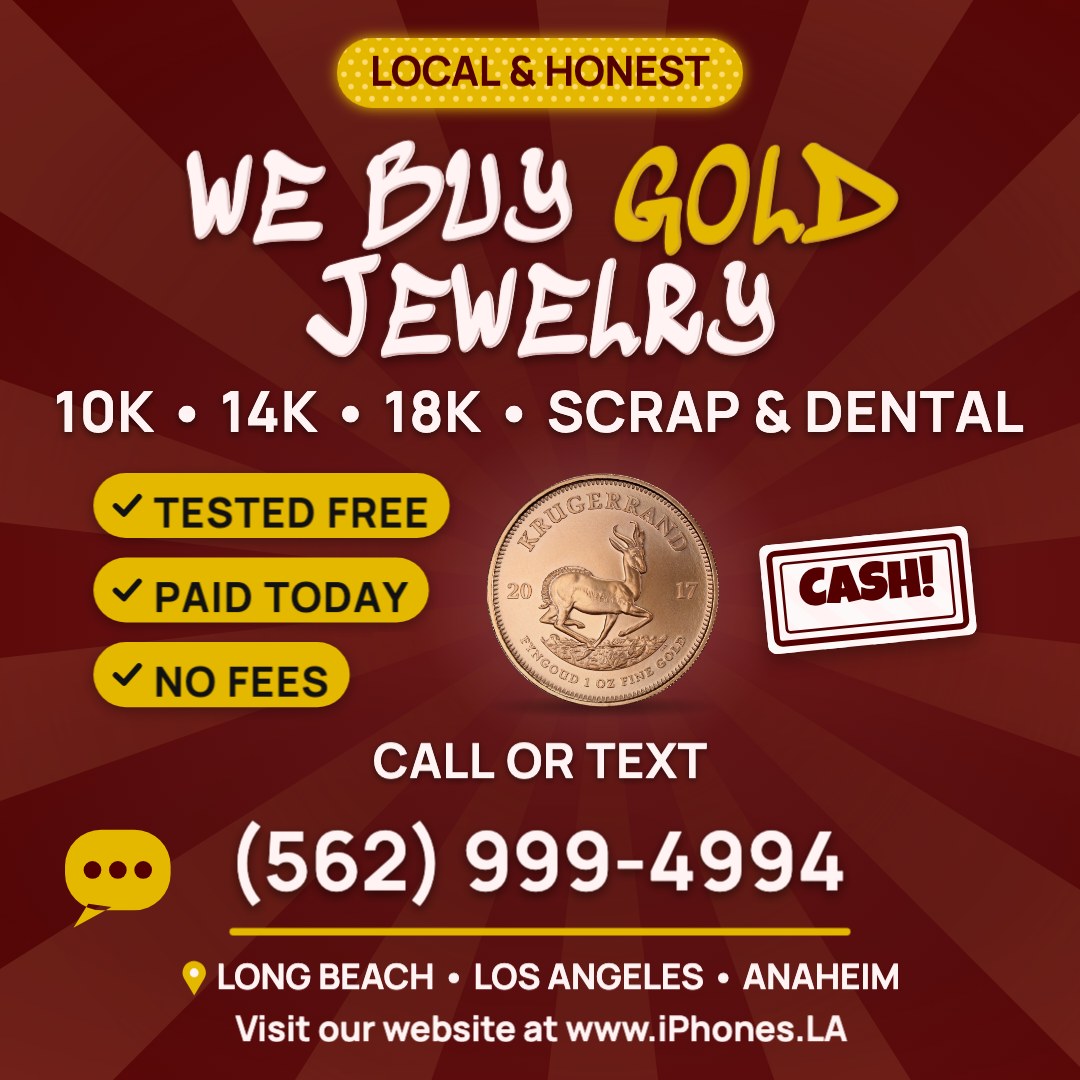 LOCAL & HONEST
WE BUY GOLD
JEWELRY
10K • 14K • 18K • SCRAP & DENTAL
✓ TESTED FREE
✓ PAID TODAY
✓ NO FEES
KRUGERRAND
20 17
FYNGOUD 1 OZ FINE GOLD
CASH!
CALL OR TEXT
(562) 999-4994
LONG BEACH • LOS ANGELES • ANAHEIM
Visit our website at www.iPhones.LA